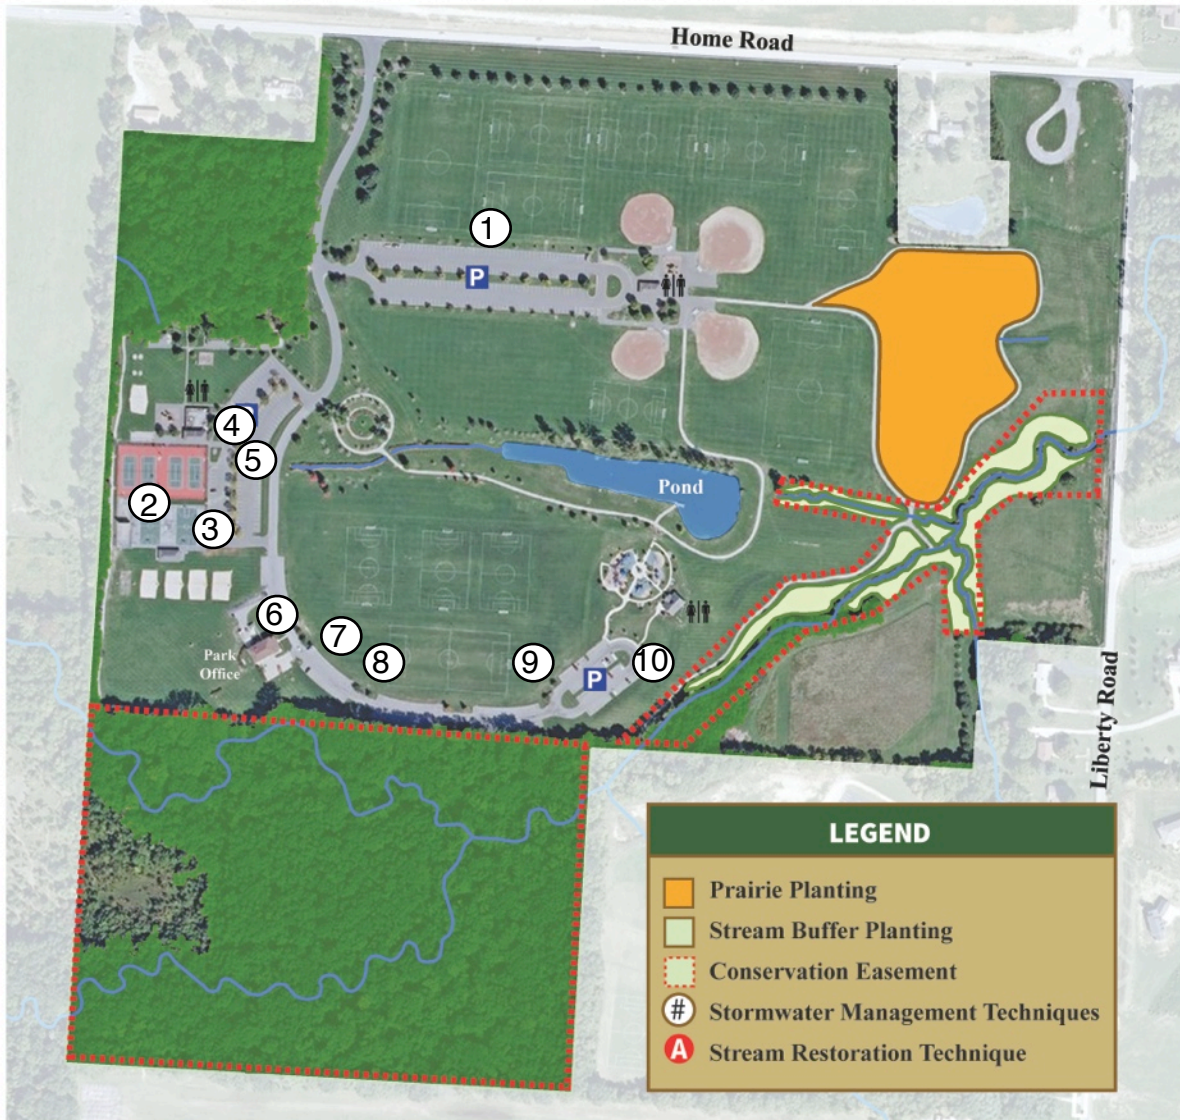 Home Road
1
P
4
5
2
Pond
3
6
7
8
9
10
Park
Office
P
Liberty Road
LEGEND
Prairie Planting
Stream Buffer Planting
Conservation Easement
# Stormwater Management Techniques
A Stream Restoration Technique